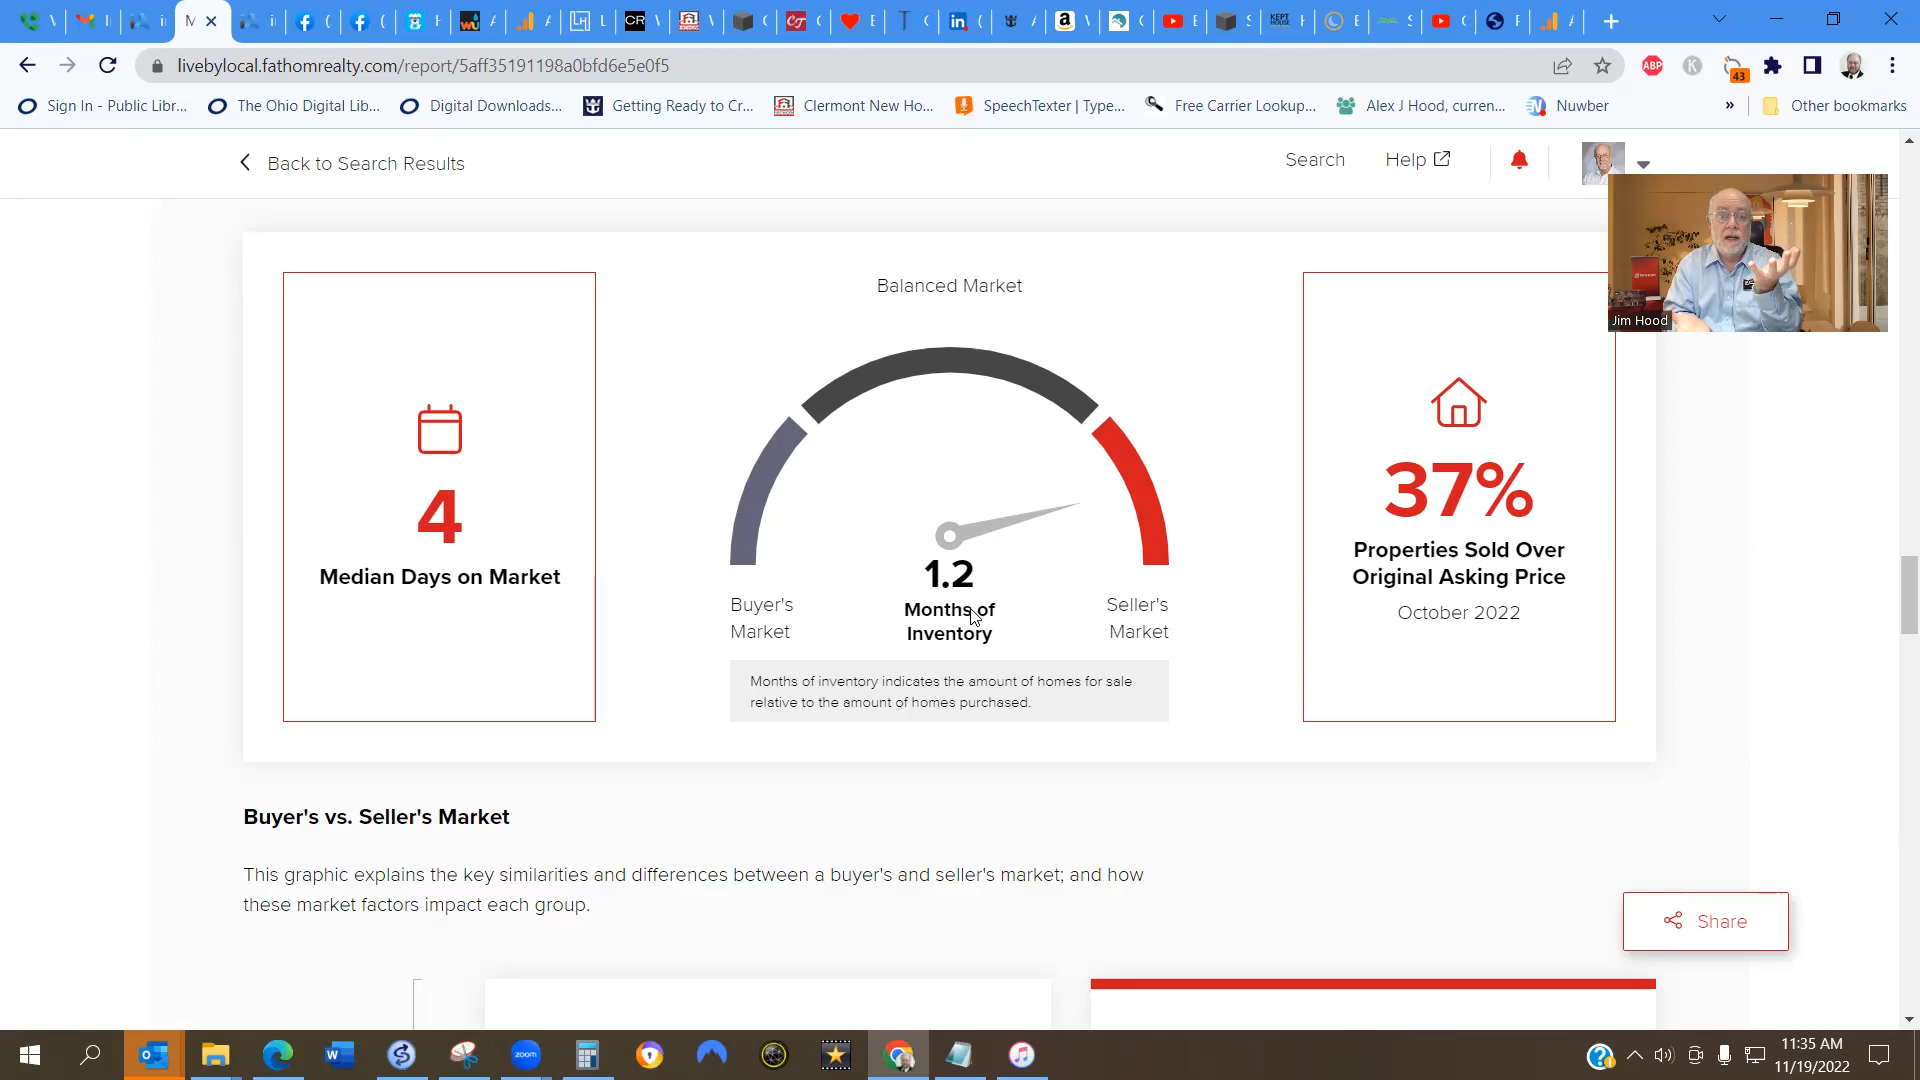 livebylocal.fathomrealty.com/report/5aff35191198a0bfd6e5e0f5
ABP
43
Sign In - Public Libr...
The Ohio Digital Lib...
Digital Downloads...
Getting Ready to Cr...
Clermont New Ho...
SpeechTexter | Type...
Free Carrier Lookup...
Alex J Hood, curren...
Nuwber
»
Other bookmarks
Back to Search Results
Search
Help
Jim Hood
4
Median Days on Market
Balanced Market
1.2
Months of
Inventory
Buyer's
Market
Seller's
Market
Months of inventory indicates the amount of homes for sale
relative to the amount of homes purchased.
37%
Properties Sold Over
Original Asking Price
October 2022
Buyer's vs. Seller's Market
This graphic explains the key similarities and differences between a buyer's and seller's market; and how
these market factors impact each group.
Share
zoom
11:35 AM
11/19/2022